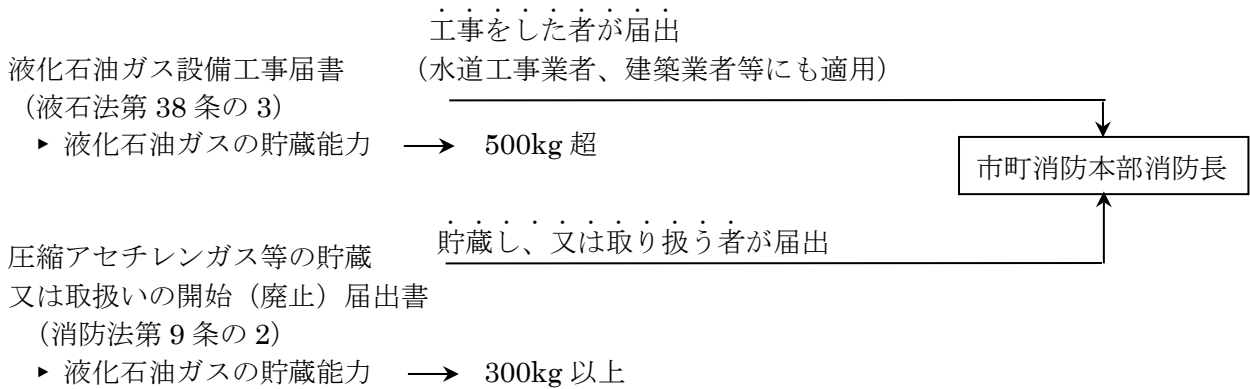 工事をした者が届出
液化石油ガス設備工事届書 （水道工事業者、建築業者等にも適用）
（液石法第 38 条の 3）
‣ 液化石油ガスの貯蔵能力 → 500kg 超
市町消防本部消防長
貯蔵し、又は取り扱う者が届出
圧縮アセチレンガス等の貯蔵
又は取扱いの開始（廃止）届出書
（消防法第 9 条の 2）
‣ 液化石油ガスの貯蔵能力 → 300kg 以上